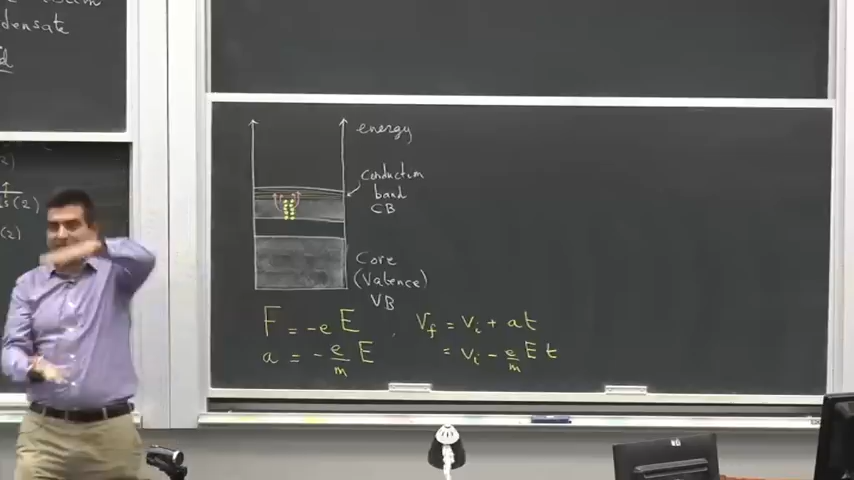 densate
energy
Conduction
band
CB
Core
(Valence)
VB
F = -e E , Vf = vi + at
a = - e/m E = vi - e/m E t